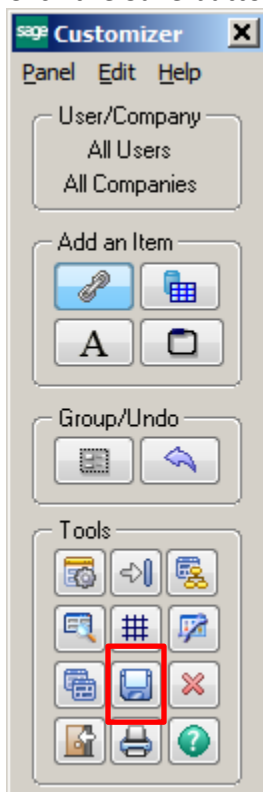 sage Customizer
Panel Edit Help
User/Company
All Users
All Companies
Add an Item
A
Group/Undo
Tools
?